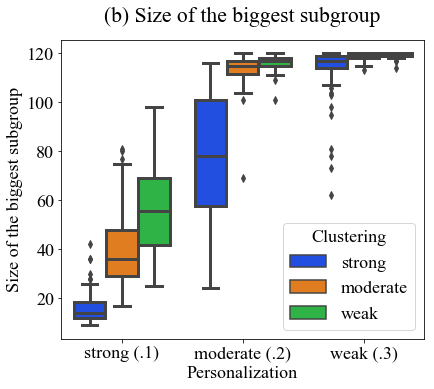 (b) Size of the biggest subgroup
Size of the biggest subgroup
120
100
80
60
40
20
Clustering
strong
moderate
weak
strong (.1) moderate (.2) weak (.3)
Personalization